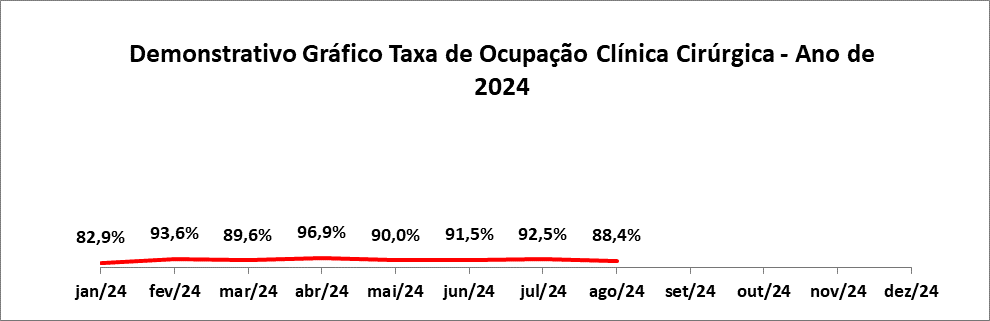 Demonstrativo Gráfico Taxa de Ocupação Clínica Cirúrgica - Ano de
2024
82,9% 93,6% 89,6% 96,9% 90,0% 91,5% 92,5% 88,4%
jan/24 fev/24 mar/24 abr/24 mai/24 jun/24 jul/24 ago/24 set/24 out/24 nov/24 dez/24